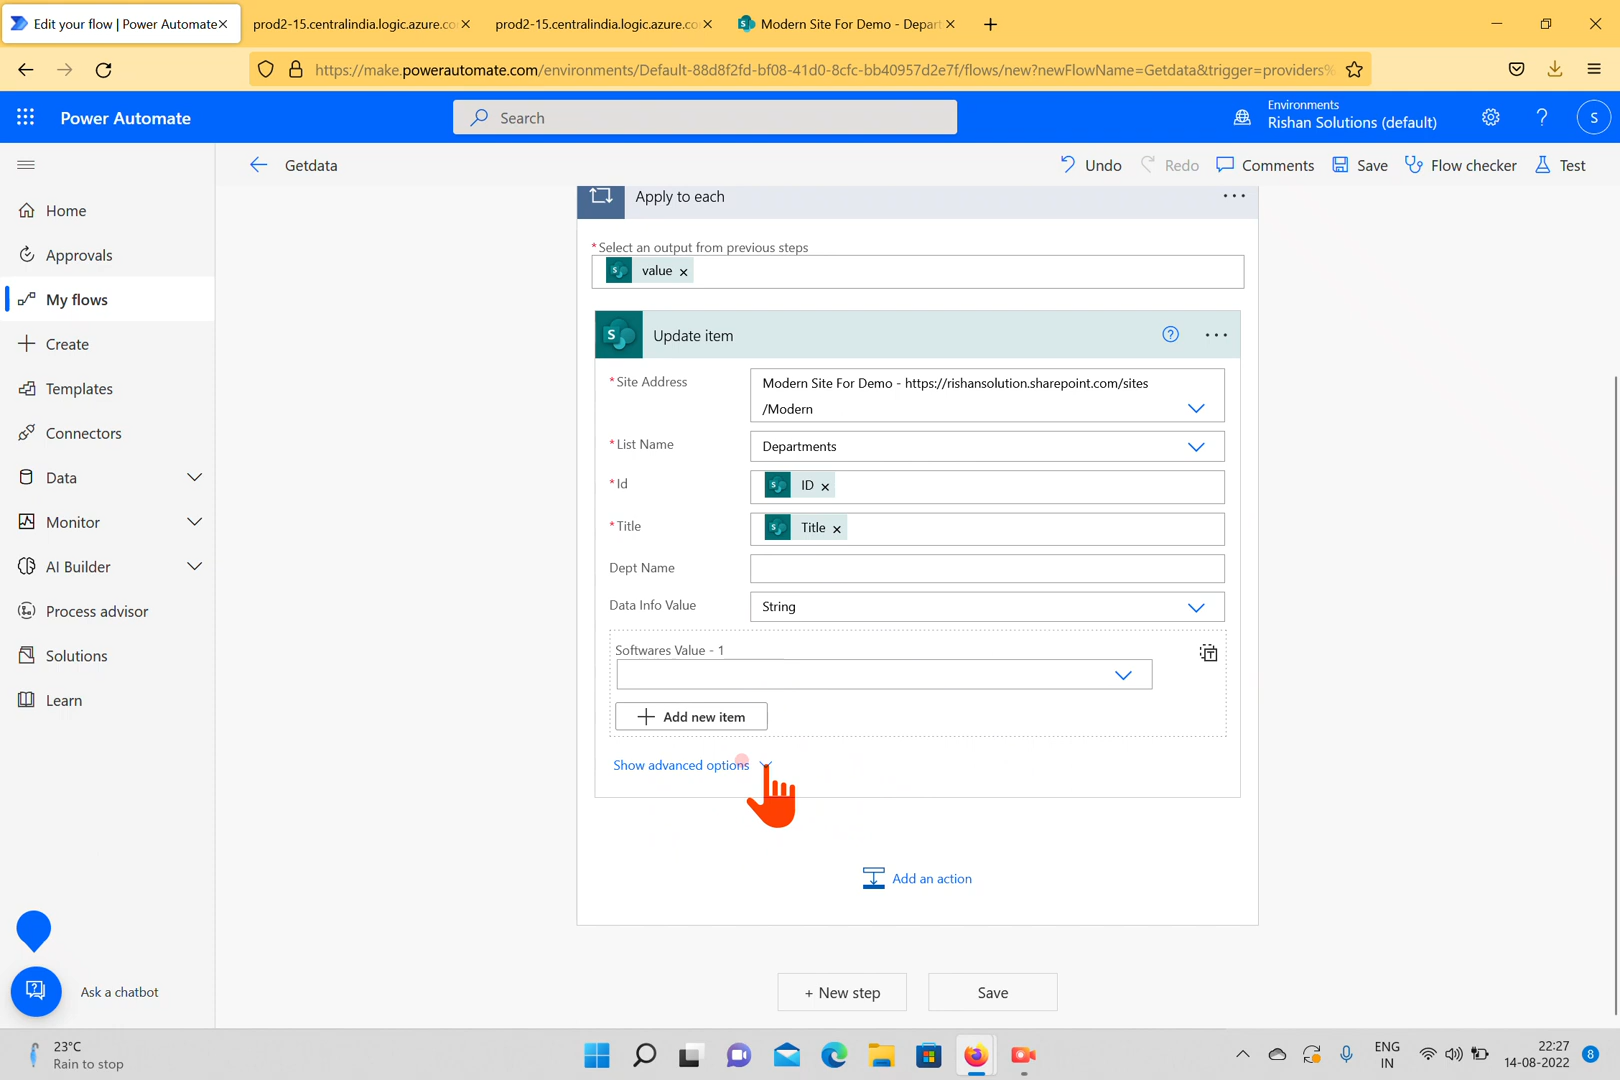 Edit your flow | Power Automate
prod2-15.centralindia.logic.azure.co
prod2-15.centralindia.logic.azure.co
Modern Site For Demo - Depart
https://make.powerautomate.com/environments/Default-88d8f2fd-bf08-41d0-8cfc-bb40957d2e7f/flows/new?newFlowName=Getdata&trigger=providers%
Power Automate
Search
Environments
Rishan Solutions (default)
S
Getdata
Undo
Redo
Comments
Save
Flow checker
Test
Home
Approvals
My flows
Create
Templates
Connectors
Data
Monitor
AI Builder
Process advisor
Solutions
Learn
Ask a chatbot
Apply to each
* Select an output from previous steps
value
Update item
* Site Address
Modern Site For Demo - https://rishansolution.sharepoint.com/sites
/Modern
* List Name
Departments
* Id
ID
* Title
Title
Dept Name
Data Info Value
String
Softwares Value - 1
Add new item
Show advanced options
Add an action
+ New step
Save
23°C
Rain to stop
ENG
IN
22:27
14-08-2022
8